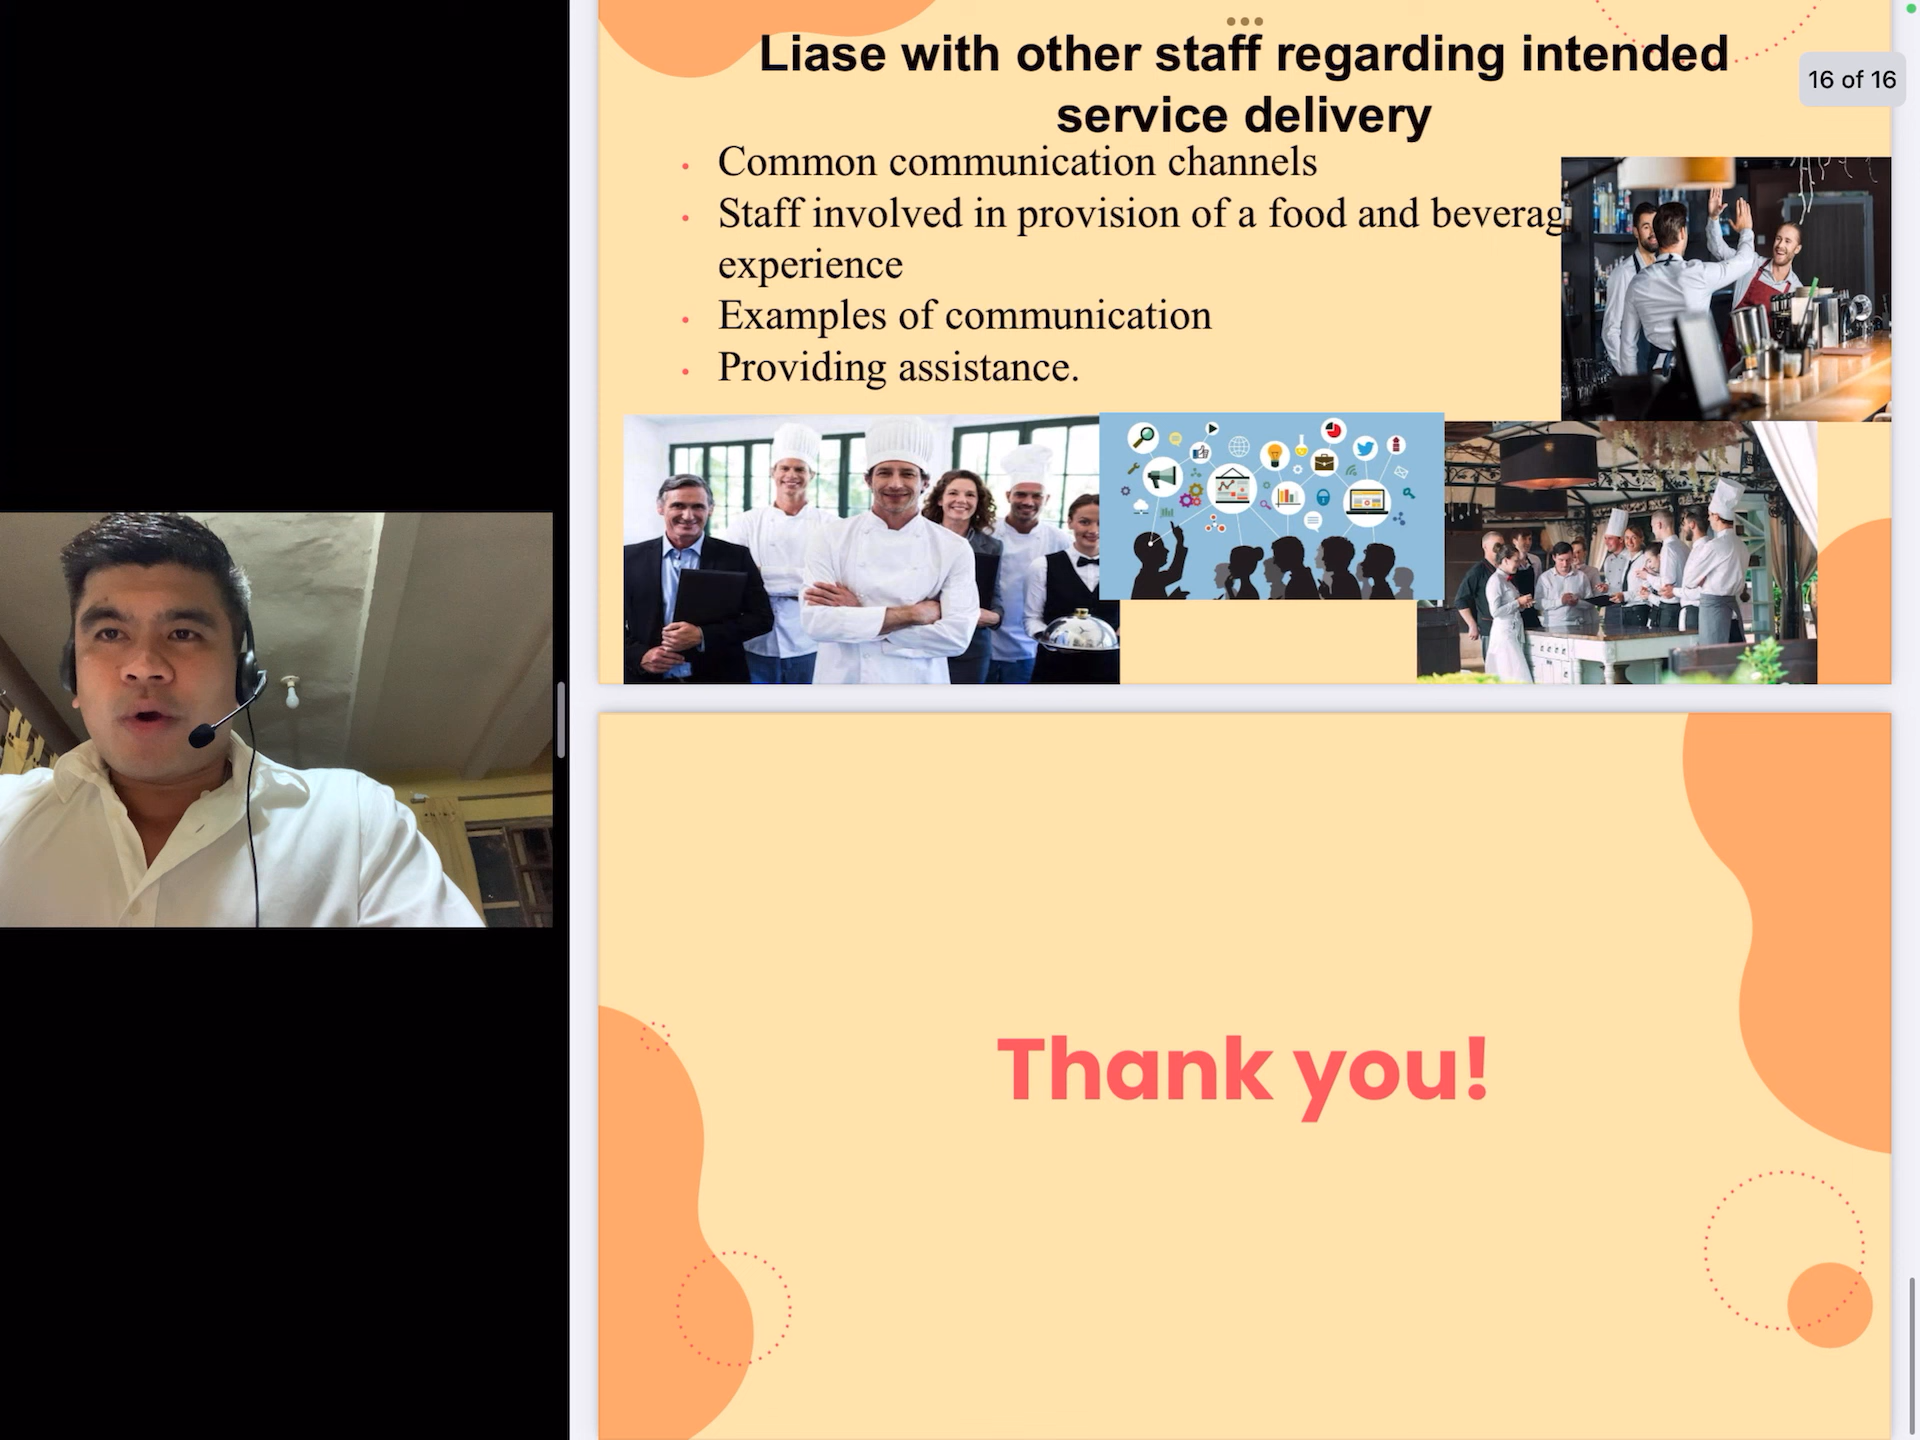 Liase with other staff regarding intended
service delivery
16 of 16
• Common communication channels
• Staff involved in provision of a food and beverag
experience
• Examples of communication
• Providing assistance.
Thank you!